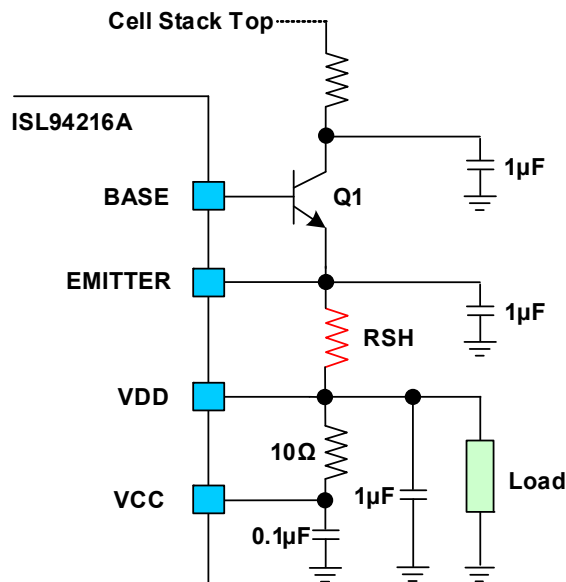 Cell Stack Top
ISL94216A
1µF
BASE
Q1
EMITTER
1µF
RSH
VDD
10Ω
Load
VCC
1µF
0.1µF